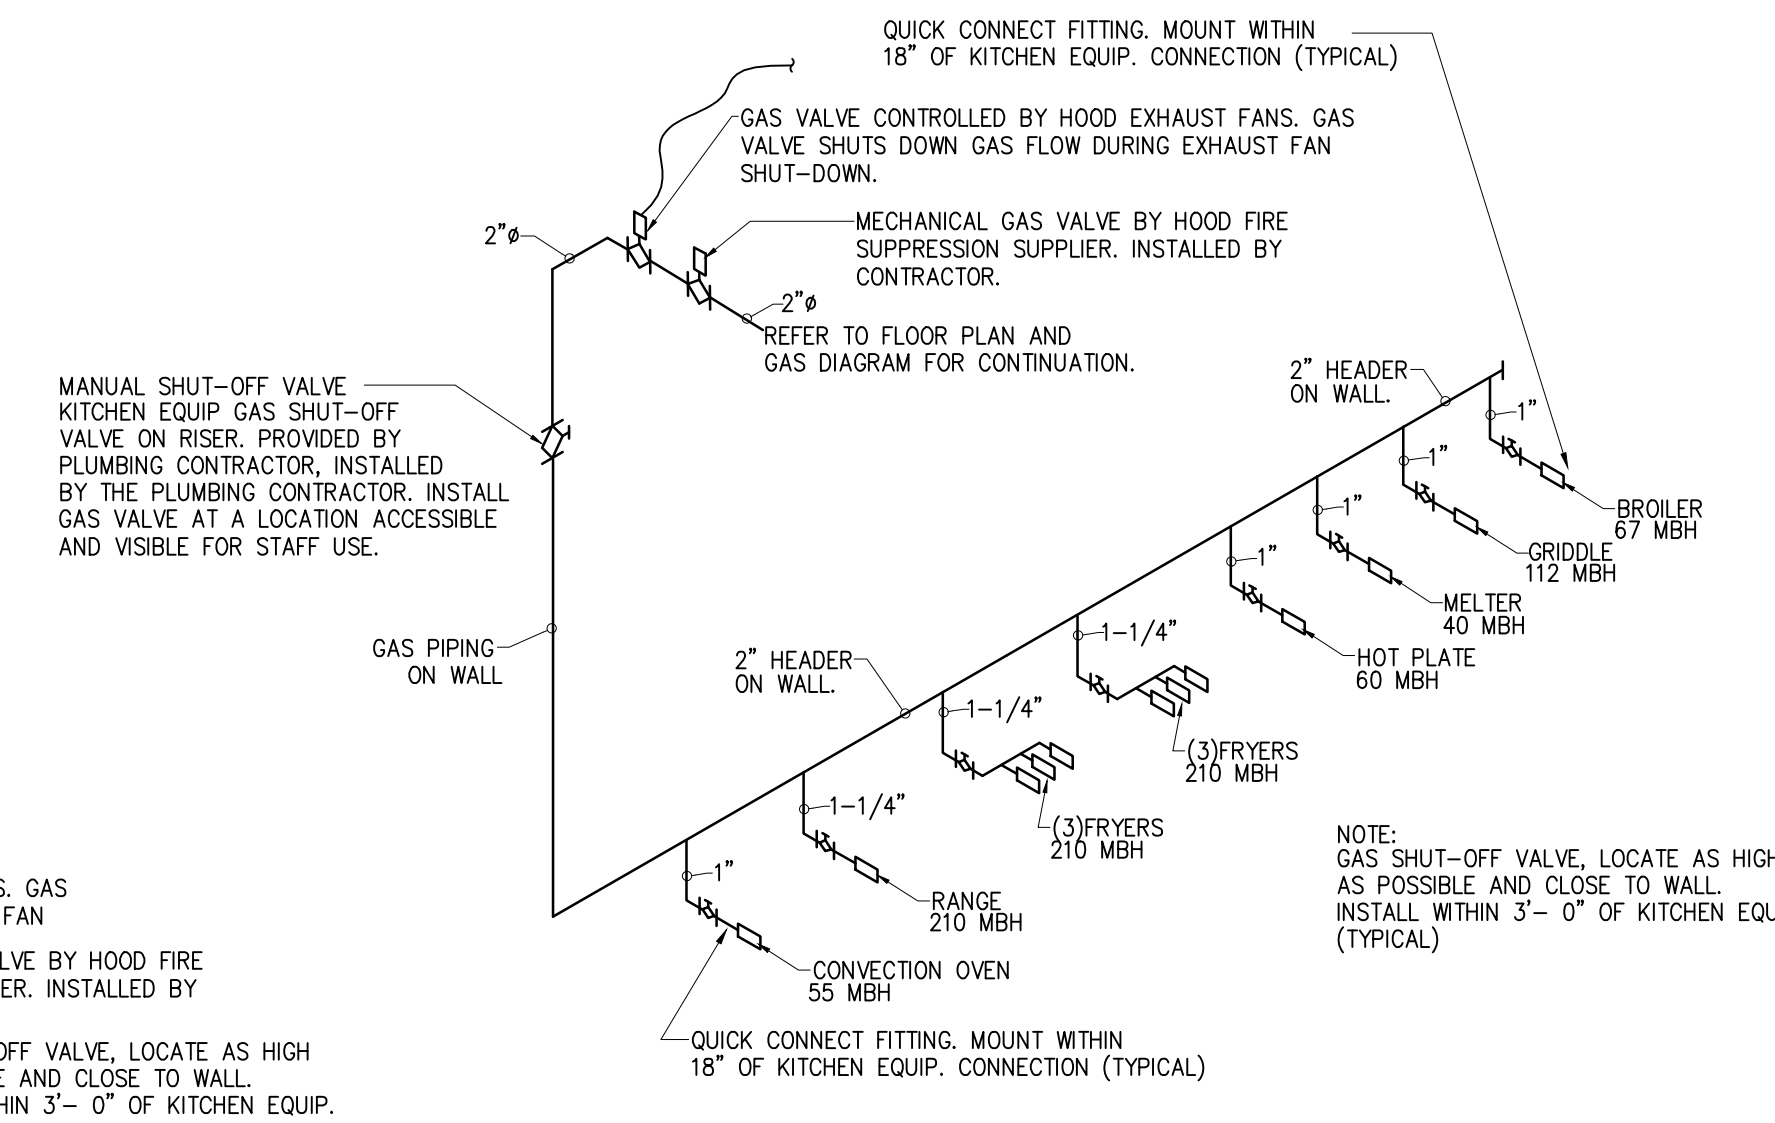 QUICK CONNECT FITTING. MOUNT WITHIN
18" OF KITCHEN EQUIP. CONNECTION (TYPICAL)
GAS VALVE CONTROLLED BY HOOD EXHAUST FANS. GAS
VALVE SHUTS DOWN GAS FLOW DURING EXHAUST FAN
SHUT-DOWN.
2"ø
MECHANICAL GAS VALVE BY HOOD FIRE
SUPPRESSION SUPPLIER. INSTALLED BY
CONTRACTOR.
2"ø
REFER TO FLOOR PLAN AND
GAS DIAGRAM FOR CONTINUATION.
MANUAL SHUT-OFF VALVE
KITCHEN EQUIP GAS SHUT-OFF
VALVE ON RISER. PROVIDED BY
PLUMBING CONTRACTOR, INSTALLED
BY THE PLUMBING CONTRACTOR. INSTALL
GAS VALVE AT A LOCATION ACCESSIBLE
AND VISIBLE FOR STAFF USE.
2" HEADER
ON WALL.
1"
1"
1"
1"
BROILER
67 MBH
GRIDDLE
112 MBH
MELTER
40 MBH
HOT PLATE
60 MBH
GAS PIPING
ON WALL
2" HEADER
ON WALL.
1-1/4"
1-1/4"
(3)FRYERS
210 MBH
1-1/4"
(3)FRYERS
210 MBH
1"
RANGE
210 MBH
CONVECTION OVEN
55 MBH
QUICK CONNECT FITTING. MOUNT WITHIN
18" OF KITCHEN EQUIP. CONNECTION (TYPICAL)
NOTE:
GAS SHUT-OFF VALVE, LOCATE AS HIGH
AS POSSIBLE AND CLOSE TO WALL.
INSTALL WITHIN 3'- 0" OF KITCHEN EQU
(TYPICAL)
S. GAS
FAN
LVE BY HOOD FIRE
ER. INSTALLED BY
OFF VALVE, LOCATE AS HIGH
E AND CLOSE TO WALL.
HIN 3'- 0" OF KITCHEN EQUIP.